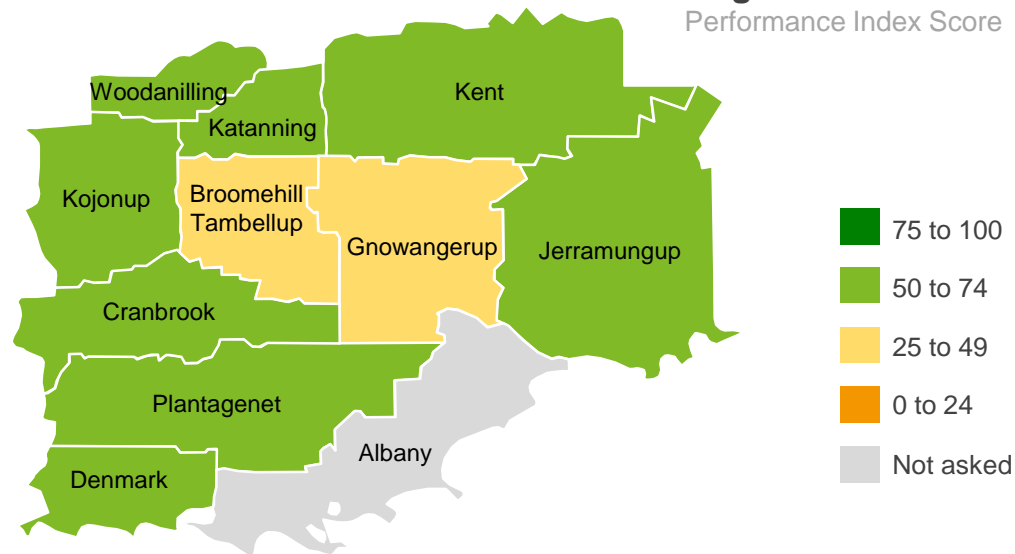 Performance Index Score
Woodanilling
Kent
Katanning
Kojonup
Broomehill
Tambellup
Gnowangerup
Jerramungup
Cranbrook
Plantagenet
Albany
Denmark
75 to 100
50 to 74
25 to 49
0 to 24
Not asked